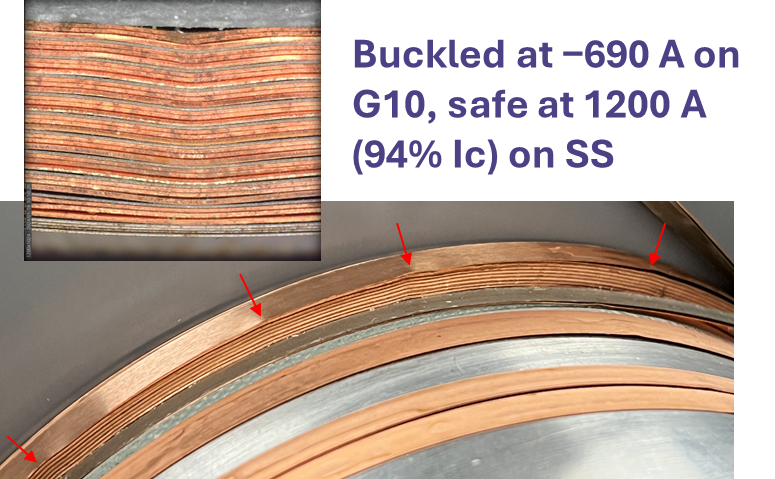 Buckled at −690 A on
G10, safe at 1200 A
(94% Ic) on SS